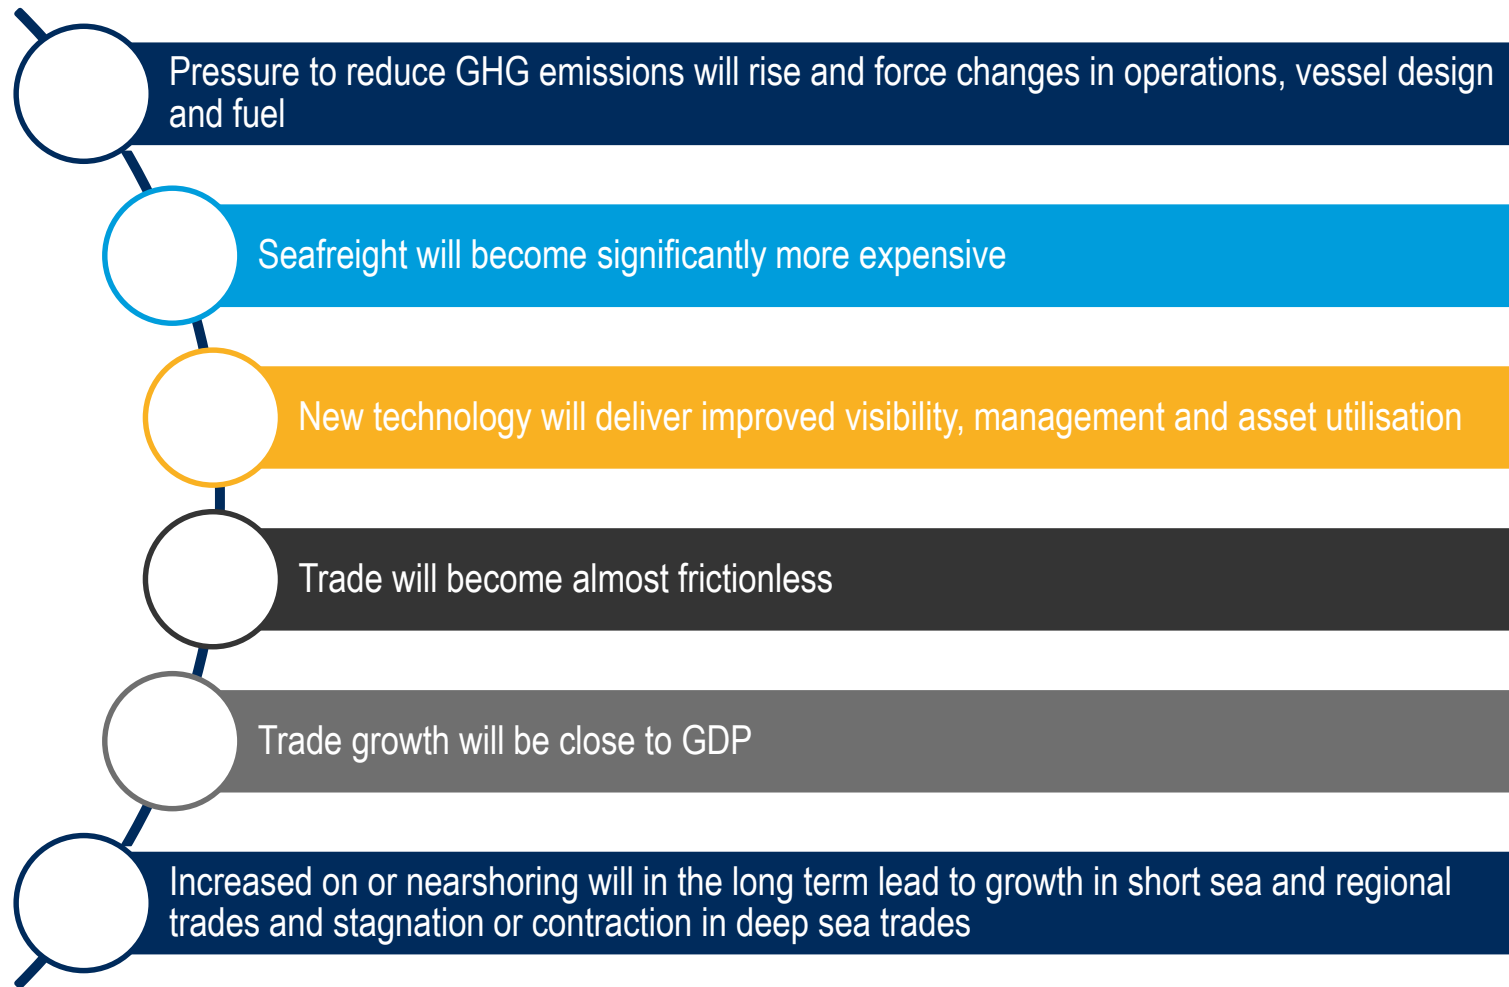 Pressure to reduce GHG emissions will rise and force changes in operations, vessel design
and fuel
Seafreight will become significantly more expensive
New technology will deliver improved visibility, management and asset utilisation
Trade will become almost frictionless
Trade growth will be close to GDP
Increased on or nearshoring will in the long term lead to growth in short sea and regional
trades and stagnation or contraction in deep sea trades